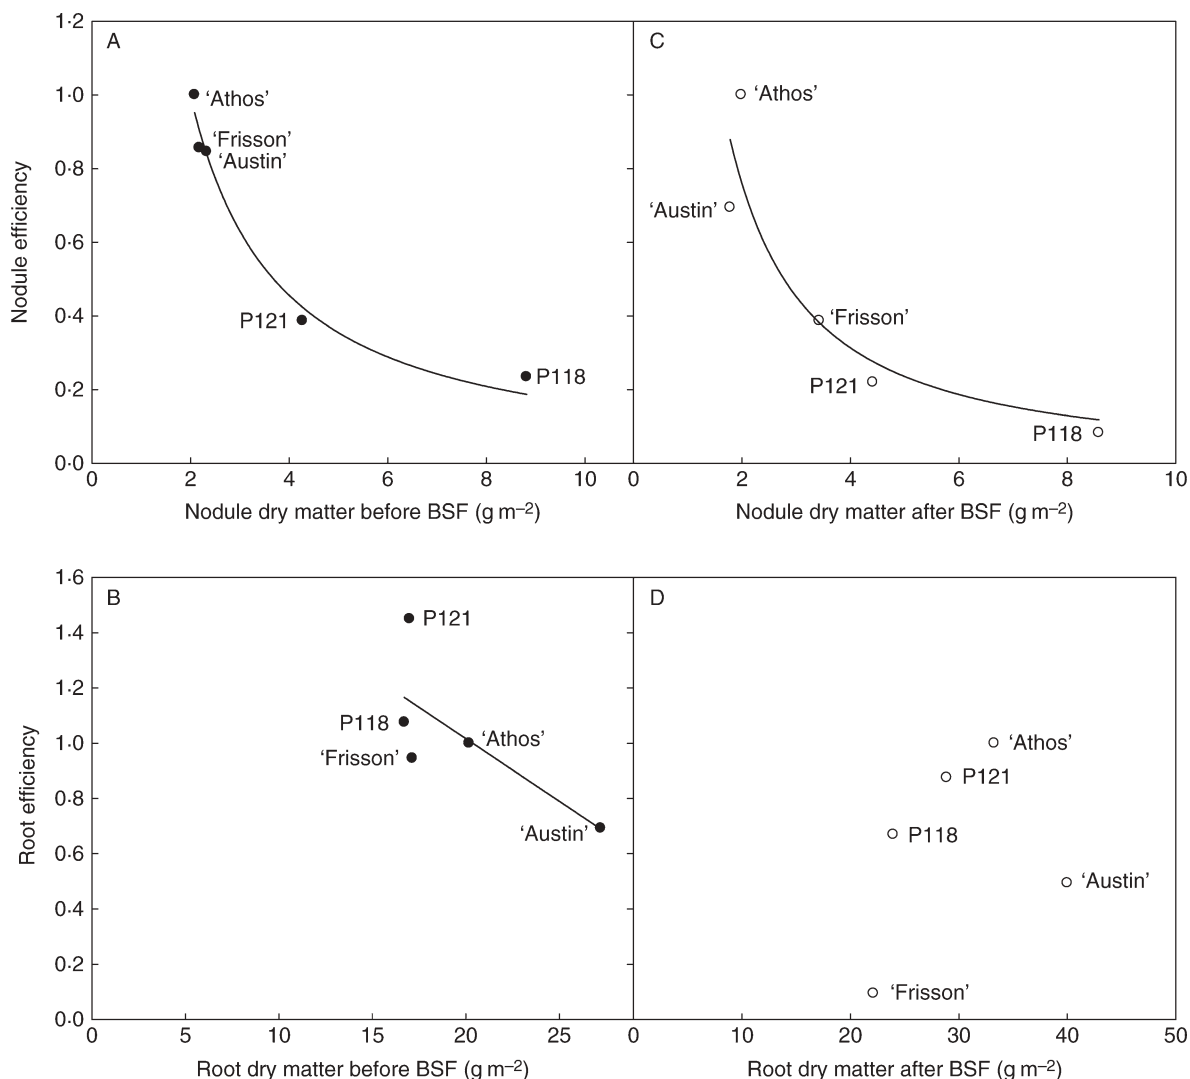 A
C
1·2
1·0
0·8
0·6
0·4
0·2
0·0
Nodule efficiency
'Athos'
'Frisson'
'Austin'
P121
P118
0 2 4 6 8 10
Nodule dry matter before BSF (g m–2)
'Athos'
'Austin'
'Frisson'
P121
P118
0 2 4 6 8 10
Nodule dry matter after BSF (g m–2)
B
D
1·6
1·4
1·2
1·0
0·8
0·6
0·4
0·2
0·0
Root efficiency
P121
P118
'Athos'
'Frisson'
'Austin'
0 5 10 15 20 25
Root dry matter before BSF (g m–2)
'Athos'
P121
P118
'Austin'
'Frisson'
0 10 20 30 40 50
Root dry matter after BSF (g m–2)